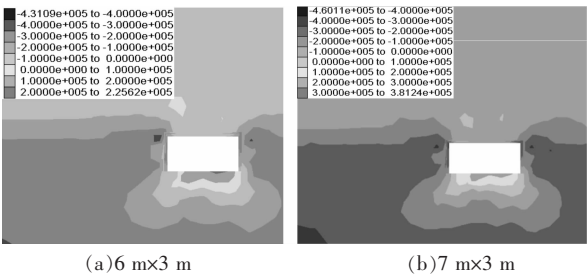 -4.3109e+005 to -4.0000e+005
-4.0000e+005 to -3.0000e+005
-3.0000e+005 to -2.0000e+005
-2.0000e+005 to -1.0000e+005
-1.0000e+005 to 0.0000e+000
0.0000e+000 to 1.0000e+005
1.0000e+005 to 2.0000e+005
2.0000e+005 to 2.2562e+005
-4.6011e+005 to -4.0000e+005
-4.0000e+005 to -3.0000e+005
-3.0000e+005 to -2.0000e+005
-2.0000e+005 to -1.0000e+005
-1.0000e+005 to 0.0000e+000
0.0000e+000 to 1.0000e+005
1.0000e+005 to 2.0000e+005
2.0000e+005 to 3.0000e+005
3.0000e+005 to 3.8124e+005
(a)6 m×3 m
(b)7 m×3 m